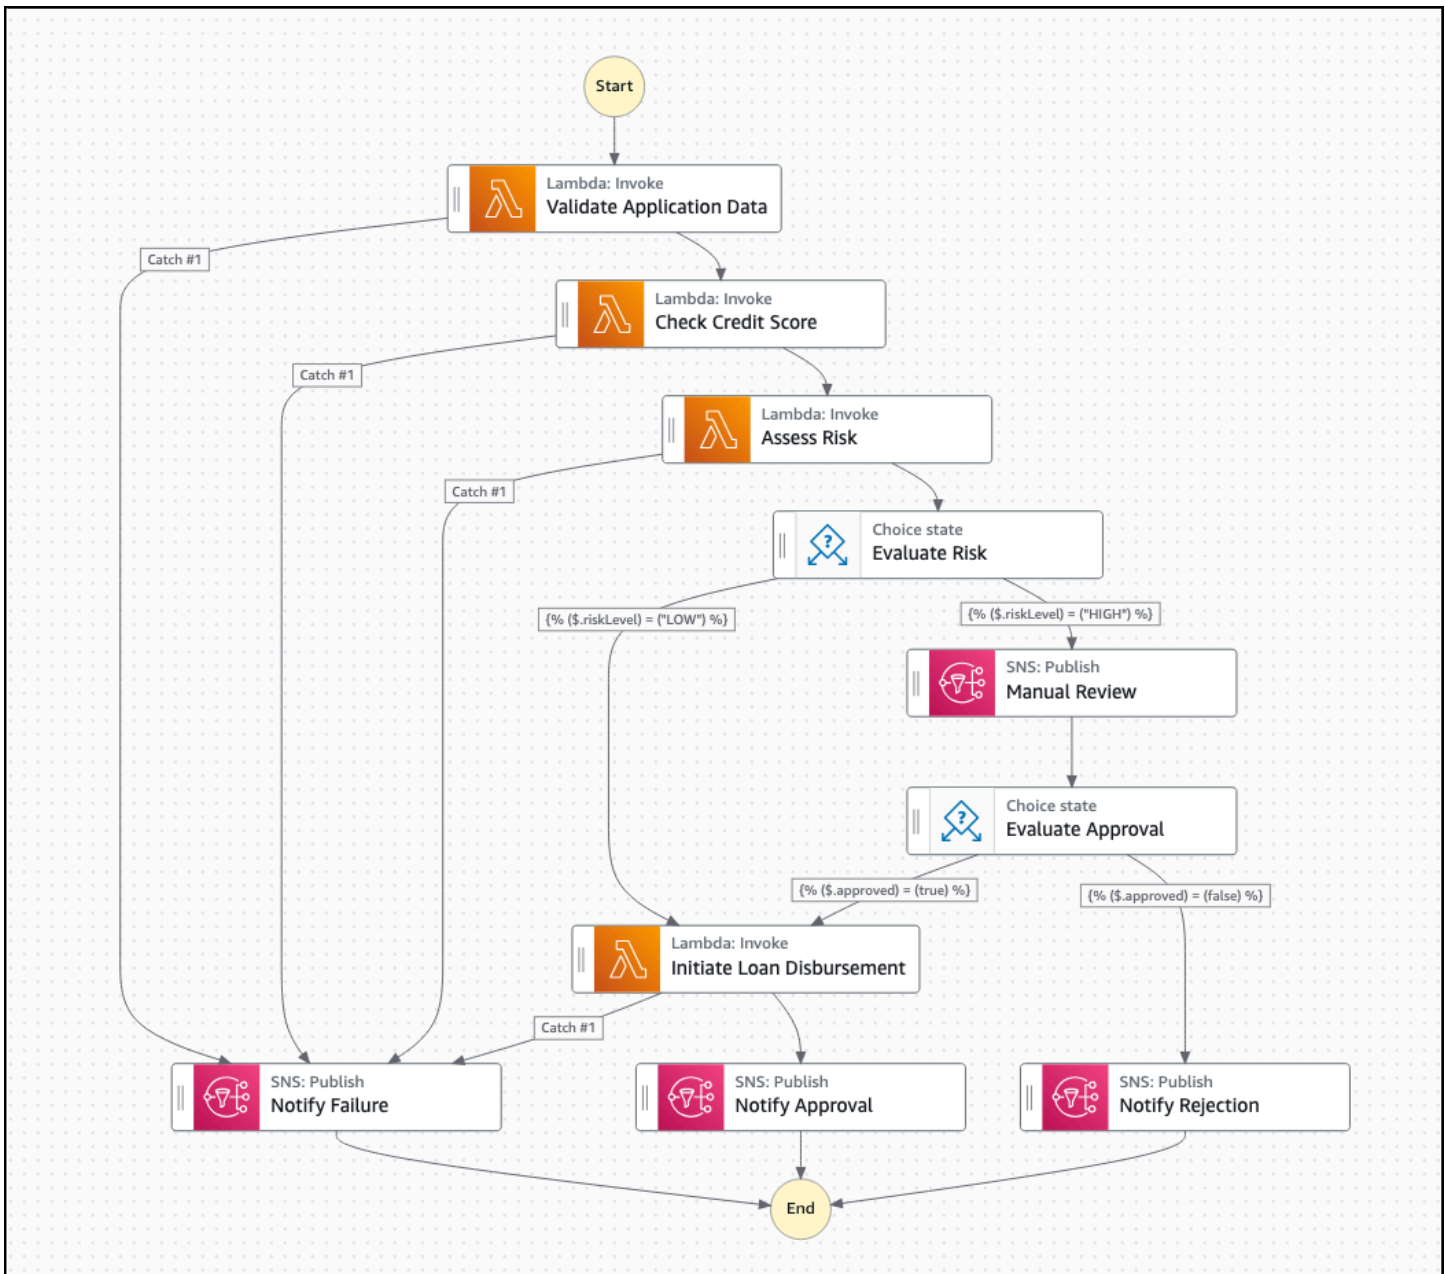 Start
Lambda: Invoke
Validate Application Data
Catch #1
Lambda: Invoke
Check Credit Score
Catch #1
Lambda: Invoke
Assess Risk
Catch #1
Choice state
Evaluate Risk
{% ($.riskLevel) = ("LOW") %}
{% ($.riskLevel) = ("HIGH") %}
SNS: Publish
Manual Review
Choice state
Evaluate Approval
{% ($.approved) = (true) %}
{% ($.approved) = (false) %}
Lambda: Invoke
Initiate Loan Disbursement
Catch #1
SNS: Publish
Notify Failure
SNS: Publish
Notify Approval
SNS: Publish
Notify Rejection
End